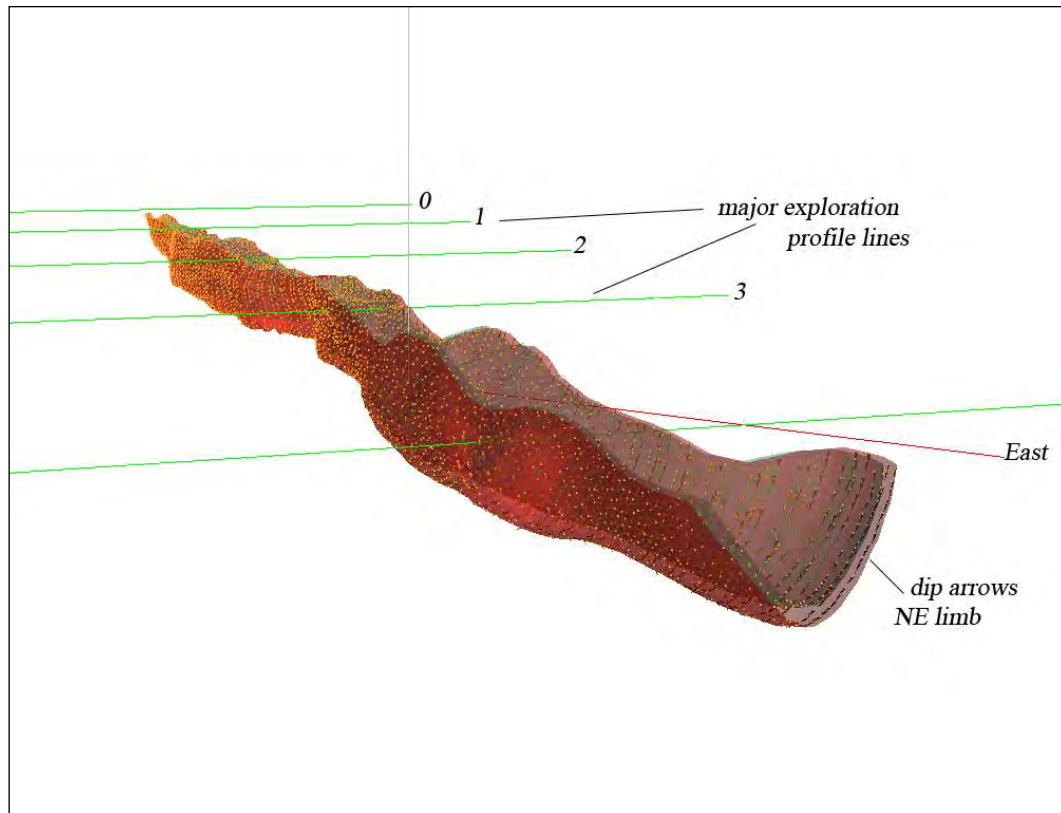 0
1
major exploration
profile lines
2
3
East
dip arrows
NE limb